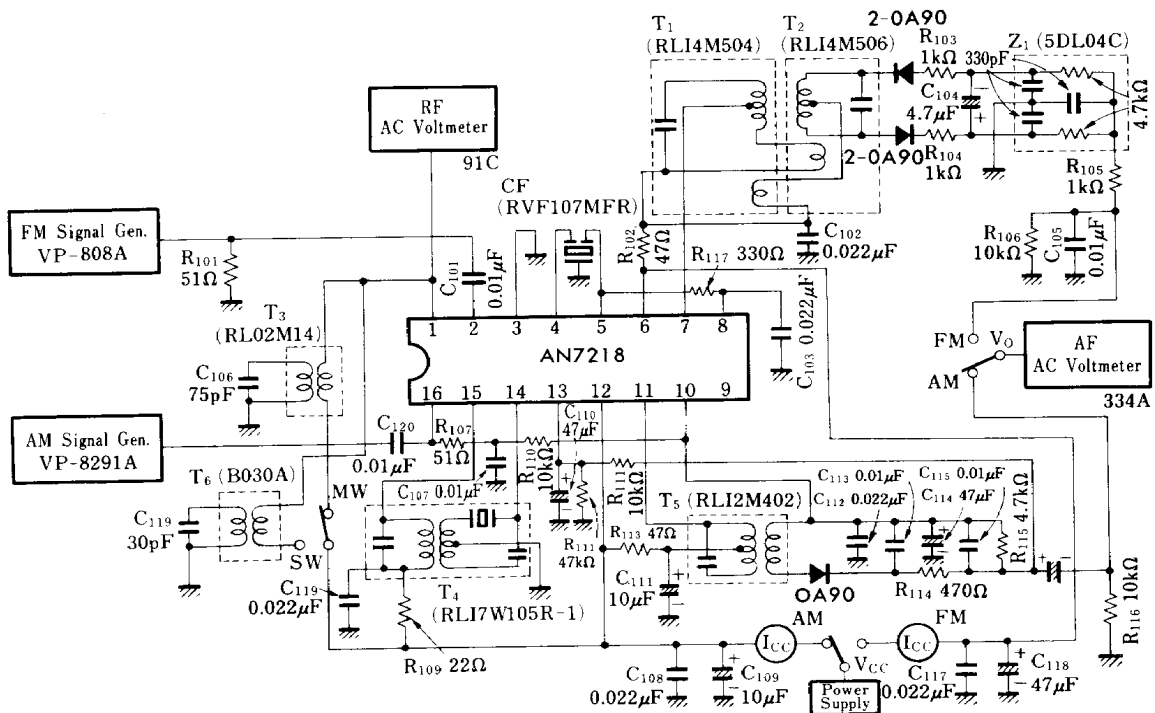 T1
(RLI4M504)
T2
(RLI4M506)
2-0A90
R103
1kΩ
Z1 (5DL04C)
330pF
C104
4.7μF
−
+
4.7kΩ
2-0A90
R104
1kΩ
R105
1kΩ
RF
AC Voltmeter
91C
CF
(RVF107MFR)
FM Signal Gen.
VP-808A
R101
51Ω
C101
0.01μF
R102
47Ω
C102
0.022μF
R117 330Ω
R106
10kΩ
C105
0.01μF
C103 0.022μF
T3
(RL02M14)
1 2 3 4 5 6 7 8
AN7218
16 15 14 13 12 11 10 9
FM
VO
AM
AF
AC Voltmeter
334A
C106
75pF
AM Signal Gen.
VP-8291A
C120
0.01μF
R107
51Ω
R110
10kΩ
C110
47μF
+
−
C107 0.01μF
R111
10kΩ
R111
47kΩ
T5 (RLI2M402)
C113 0.01μF
C112 0.022μF
C115 0.01μF
C114 47μF
+
−
R115 4.7kΩ
T6 (B030A)
MW
SW
C119
30pF
R113 47Ω
C111
10μF
+
−
OA90
R114 470Ω
+
−
R116 10kΩ
C119
0.022μF
T4
(RLI7W105R-1)
R109 22Ω
C108
0.022μF
C109
10μF
+
−
ICC
AM
FM
ICC
VCC
Power
Supply
C117
0.022μF
C118
47μF
+
−